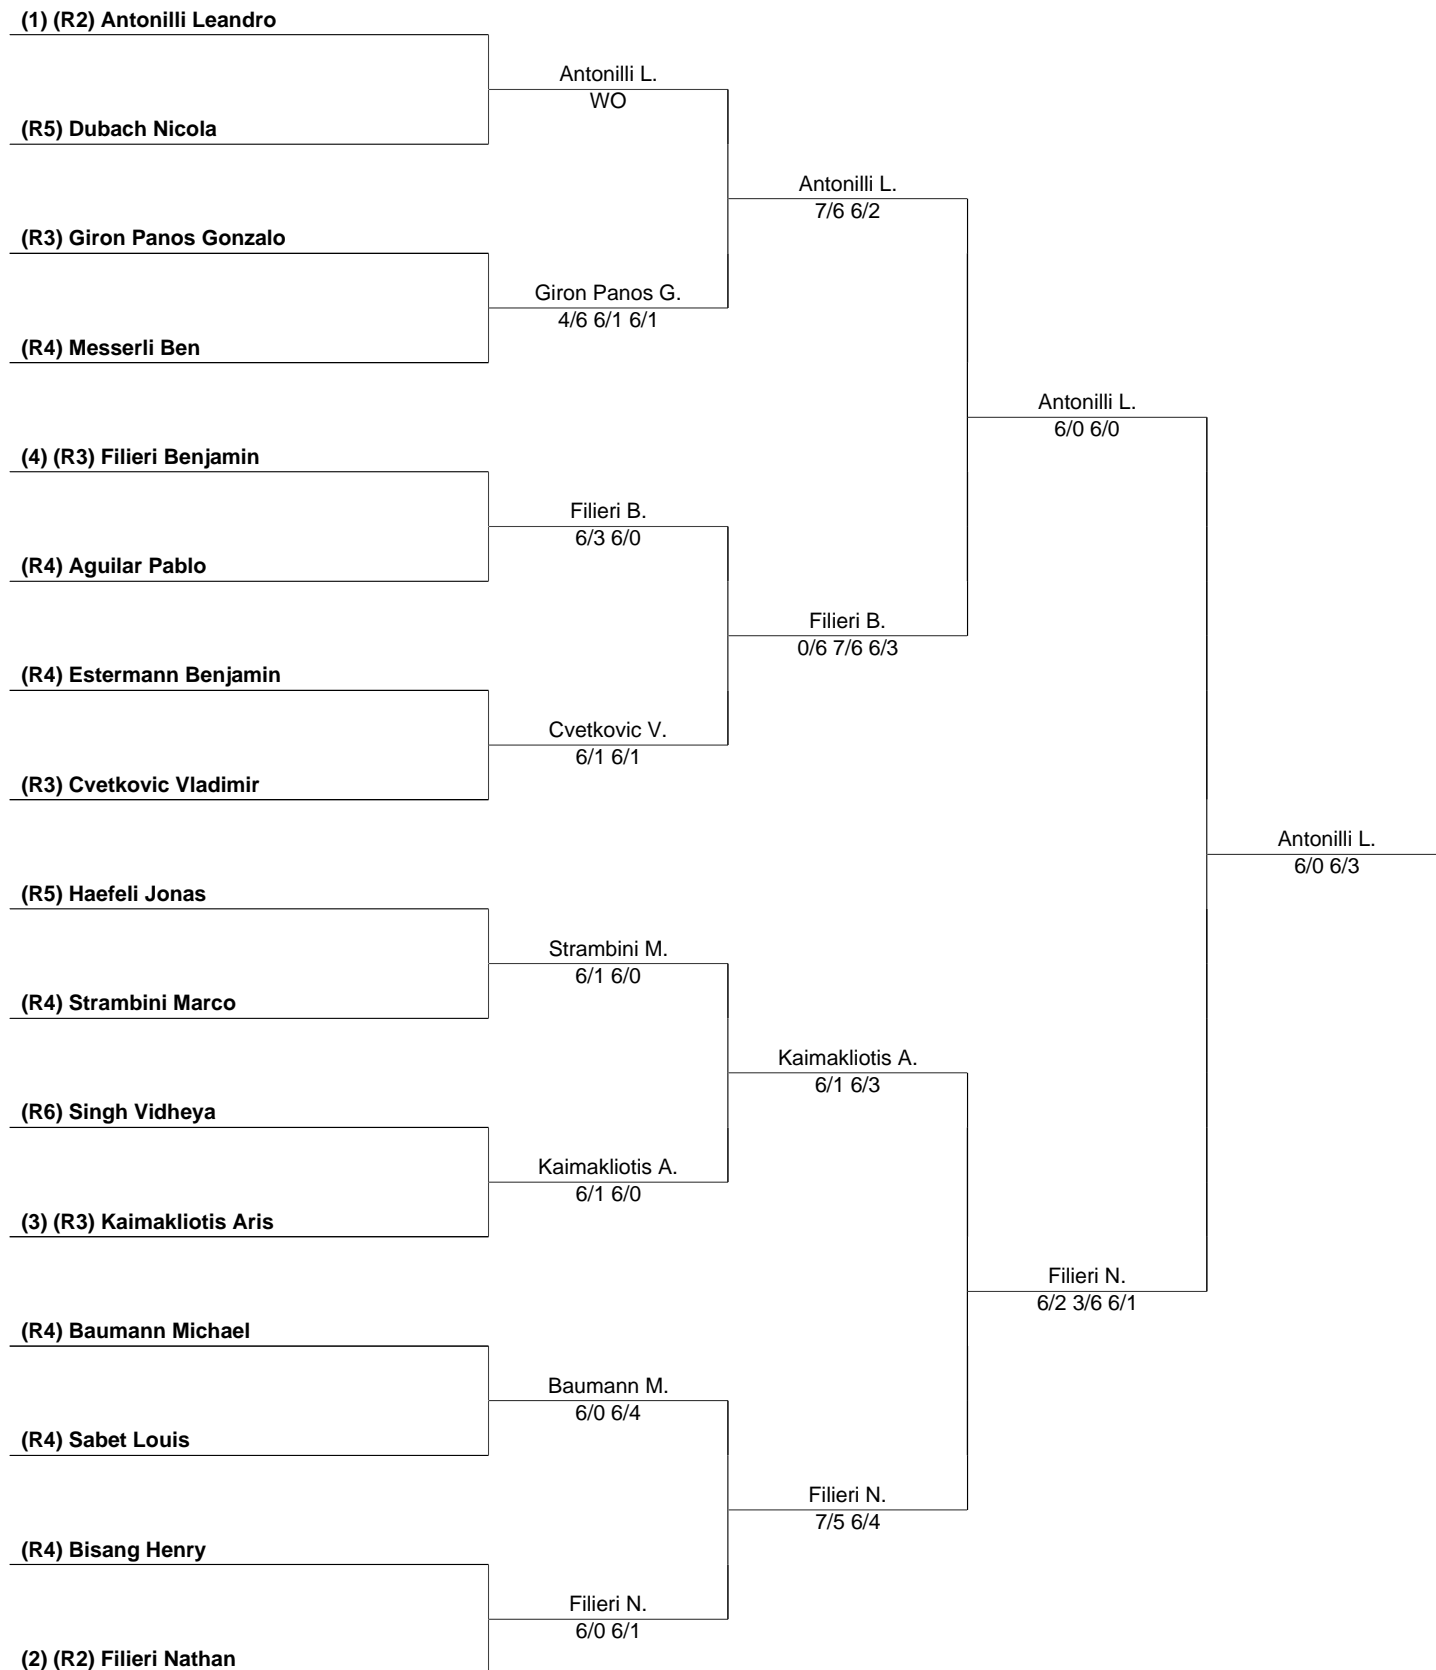 (1) (R2) Antonilli Leandro
Antonilli L.
WO
(R5) Dubach Nicola
Antonilli L.
7/6 6/2
(R3) Giron Panos Gonzalo
Giron Panos G.
4/6 6/1 6/1
(R4) Messerli Ben
Antonilli L.
6/0 6/0
(4) (R3) Filieri Benjamin
Filieri B.
6/3 6/0
(R4) Aguilar Pablo
Filieri B.
0/6 7/6 6/3
(R4) Estermann Benjamin
Cvetkovic V.
6/1 6/1
(R3) Cvetkovic Vladimir
Antonilli L.
6/0 6/3
(R5) Haefeli Jonas
Strambini M.
6/1 6/0
(R4) Strambini Marco
Kaimakliotis A.
6/1 6/3
(R6) Singh Vidheya
Kaimakliotis A.
6/1 6/0
(3) (R3) Kaimakliotis Aris
Filieri N.
6/2 3/6 6/1
(R4) Baumann Michael
Baumann M.
6/0 6/4
(R4) Sabet Louis
Filieri N.
7/5 6/4
(R4) Bisang Henry
Filieri N.
6/0 6/1
(2) (R2) Filieri Nathan